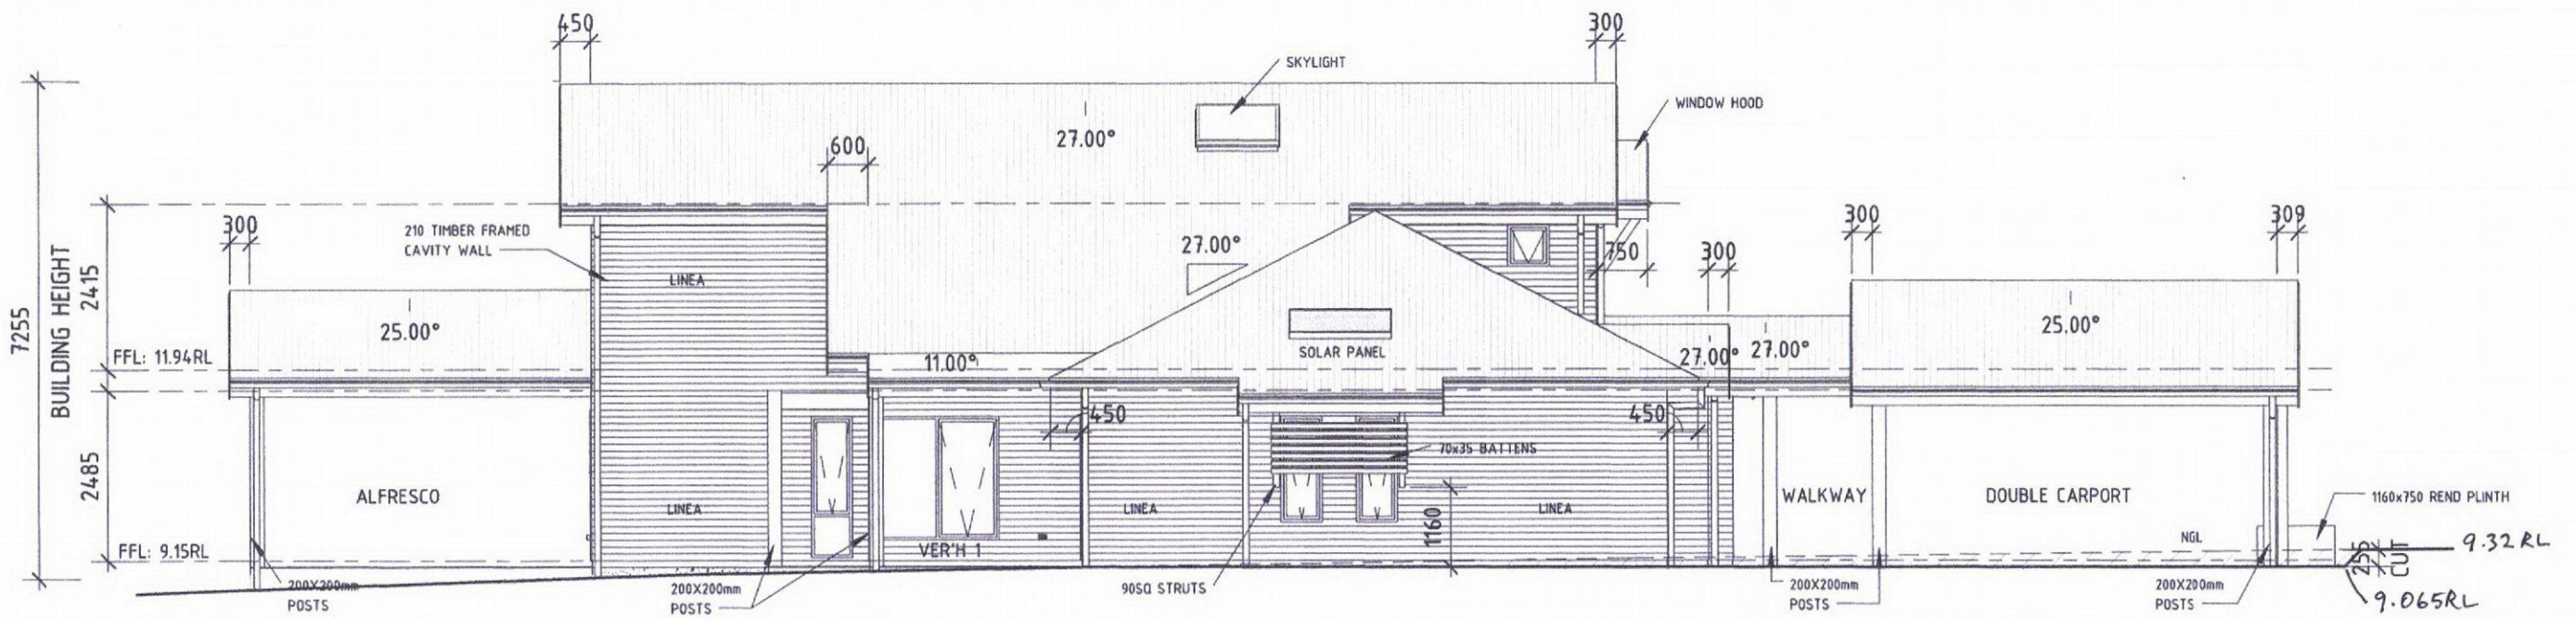 450
300
SKYLIGHT
WINDOW HOOD
27.00°
600
300
210 TIMBER FRAMED
CAVITY WALL
LINEA
27.00°
750
300
300
309
7255
BUILDING HEIGHT
2415
25.00°
FFL: 11.94RL
11.00°
SOLAR PANEL
27.00°
27.00°
25.00°
450
450
70x35 BATTENS
2485
ALFRESCO
LINEA
LINEA
1160
LINEA
WALKWAY
DOUBLE CARPORT
1160x750 REND PLINTH
NGL
FFL: 9.15RL
VER'H 1
255
CUT
9.32 RL
200X300mm
POSTS
200X200mm
POSTS
90SQ STRUTS
200X200mm
POSTS
200X200mm
POSTS
9.065RL